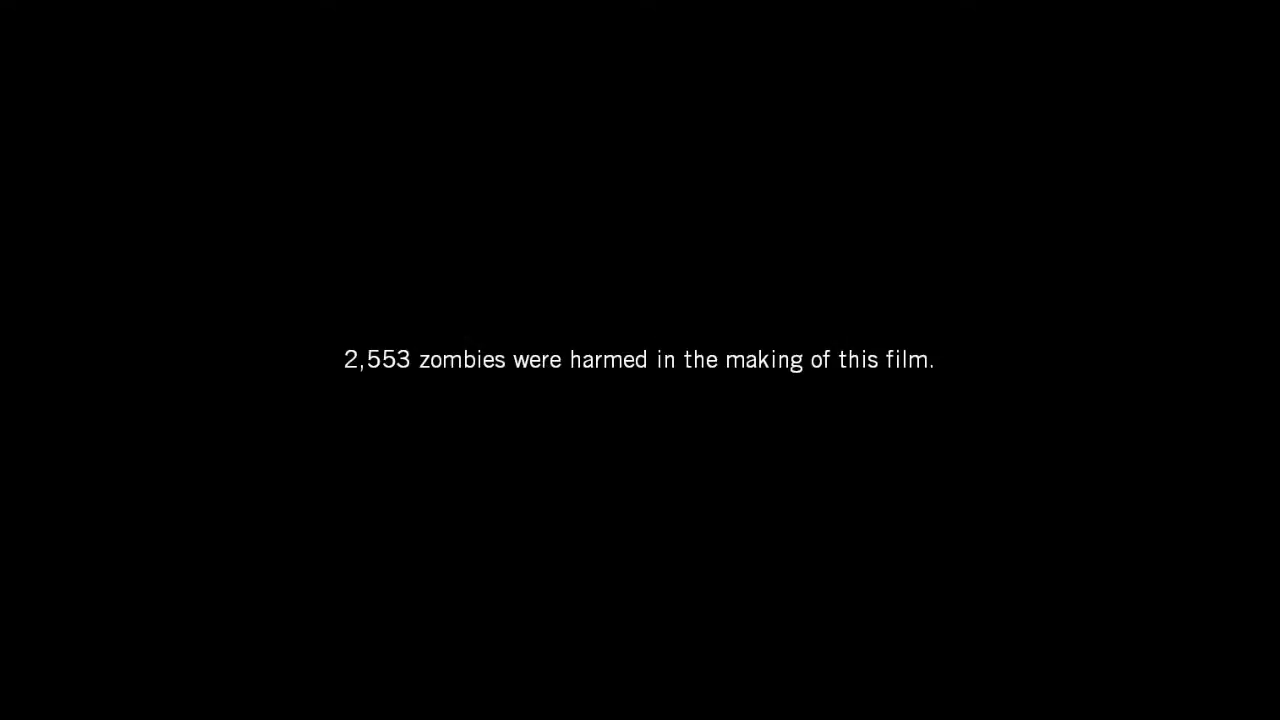 2,553 zombies were harmed in the making of this film.